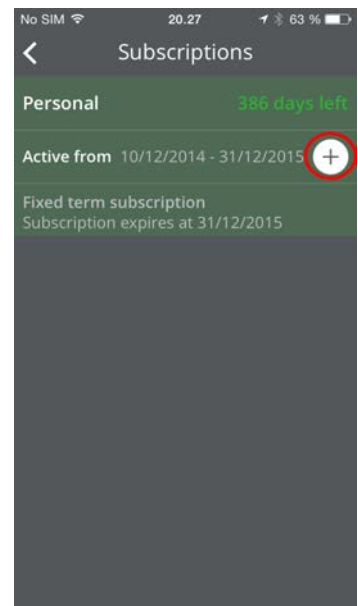 No SIM 20.27 63 %
Subscriptions
Personal 386 days left
Active from 10/12/2014 - 31/12/2015 +
Fixed term subscription
Subscription expires at 31/12/2015